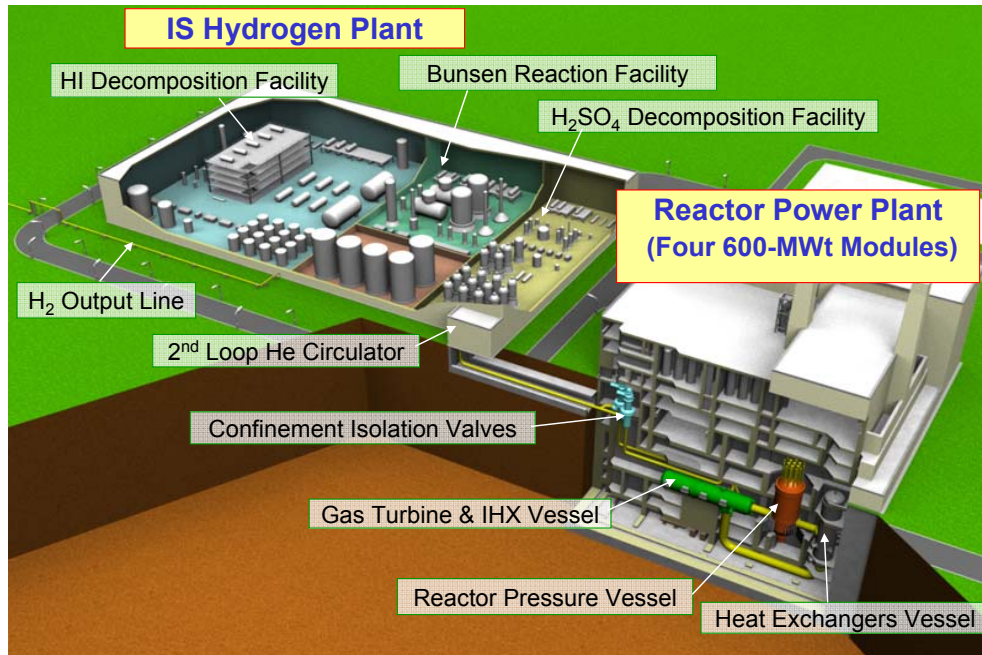 IS Hydrogen Plant
HI Decomposition Facility
Bunsen Reaction Facility
H₂SO₄ Decomposition Facility
Reactor Power Plant
(Four 600-MWt Modules)
H₂ Output Line
2ⁿᵈ Loop He Circulator
Confinement Isolation Valves
Gas Turbine & IHX Vessel
Reactor Pressure Vessel
Heat Exchangers Vessel